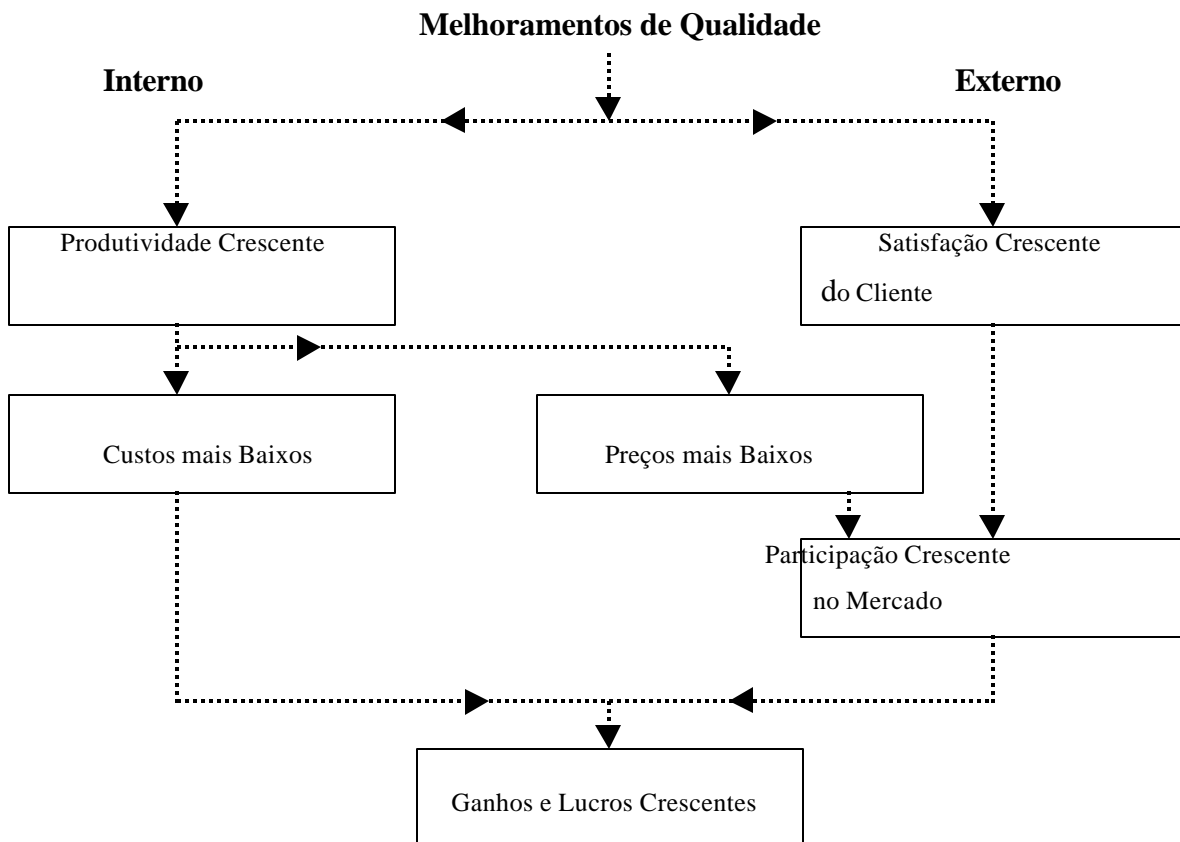 Melhoramentos de Qualidade
Interno
Externo
Produtividade Crescente
Satisfação Crescente
do Cliente
Custos mais Baixos
Preços mais Baixos
Participação Crescente
no Mercado
Ganhos e Lucros Crescentes